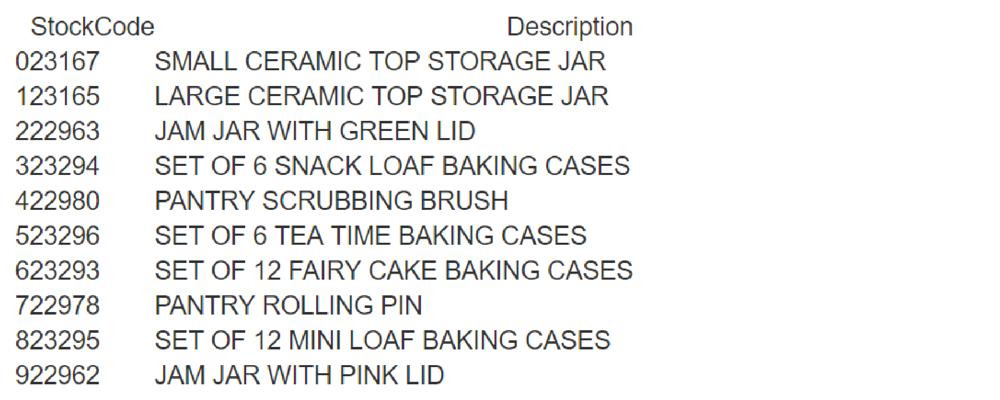 StockCode Description
023167 SMALL CERAMIC TOP STORAGE JAR
123165 LARGE CERAMIC TOP STORAGE JAR
222963 JAM JAR WITH GREEN LID
323294 SET OF 6 SNACK LOAF BAKING CASES
422980 PANTRY SCRUBBING BRUSH
523296 SET OF 6 TEA TIME BAKING CASES
623293 SET OF 12 FAIRY CAKE BAKING CASES
722978 PANTRY ROLLING PIN
823295 SET OF 12 MINI LOAF BAKING CASES
922962 JAM JAR WITH PINK LID